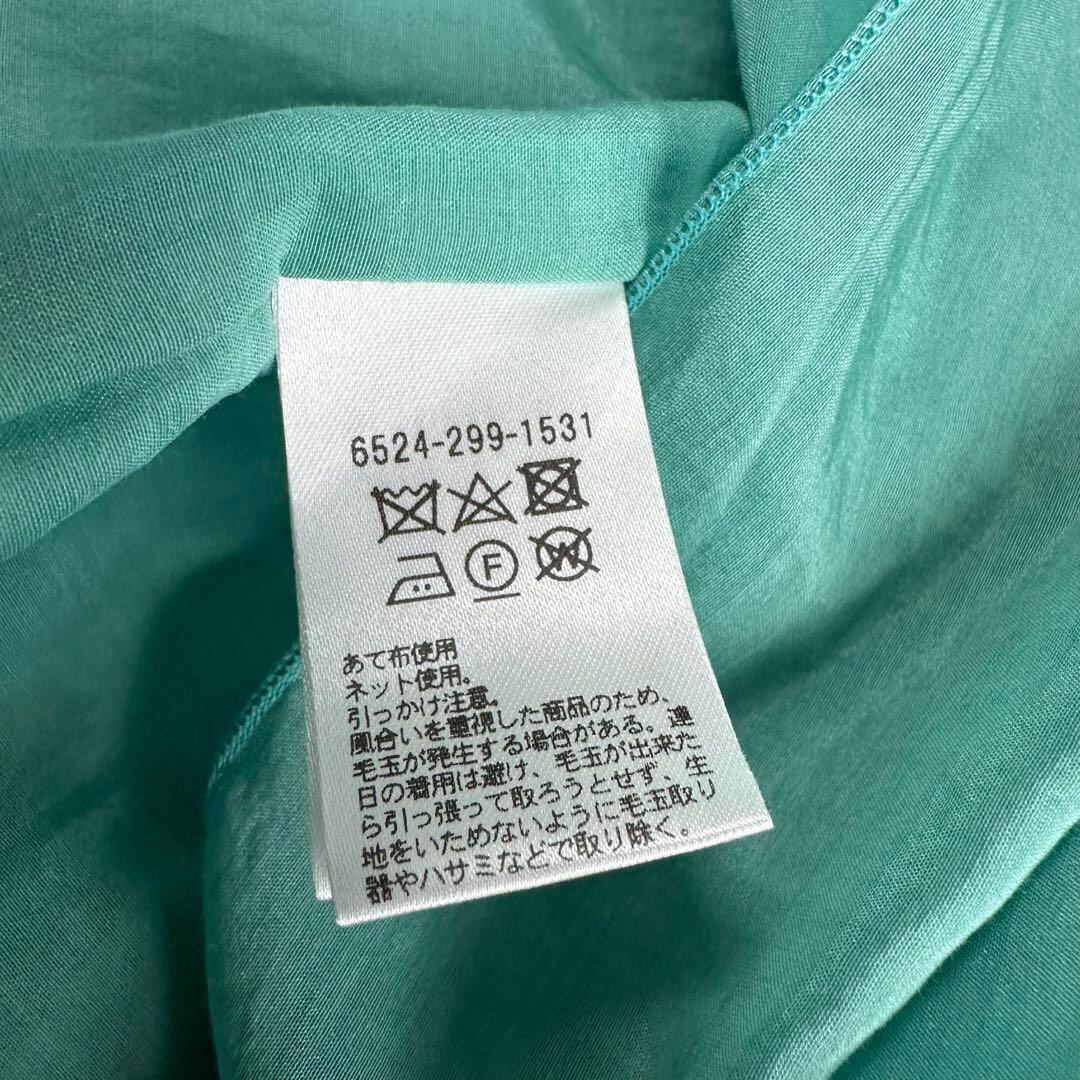 6524-299-1531
F
W
あて布使用
ネット使用。
引っかけ注意。
風合いを重視した商品のため、
毛玉が発生する場合がある。連
日の着用は避け、毛玉が出来た
ら引っ張って取ろうとせず、生
地をいためないように毛玉取り
器やハサミなどで取り除く。